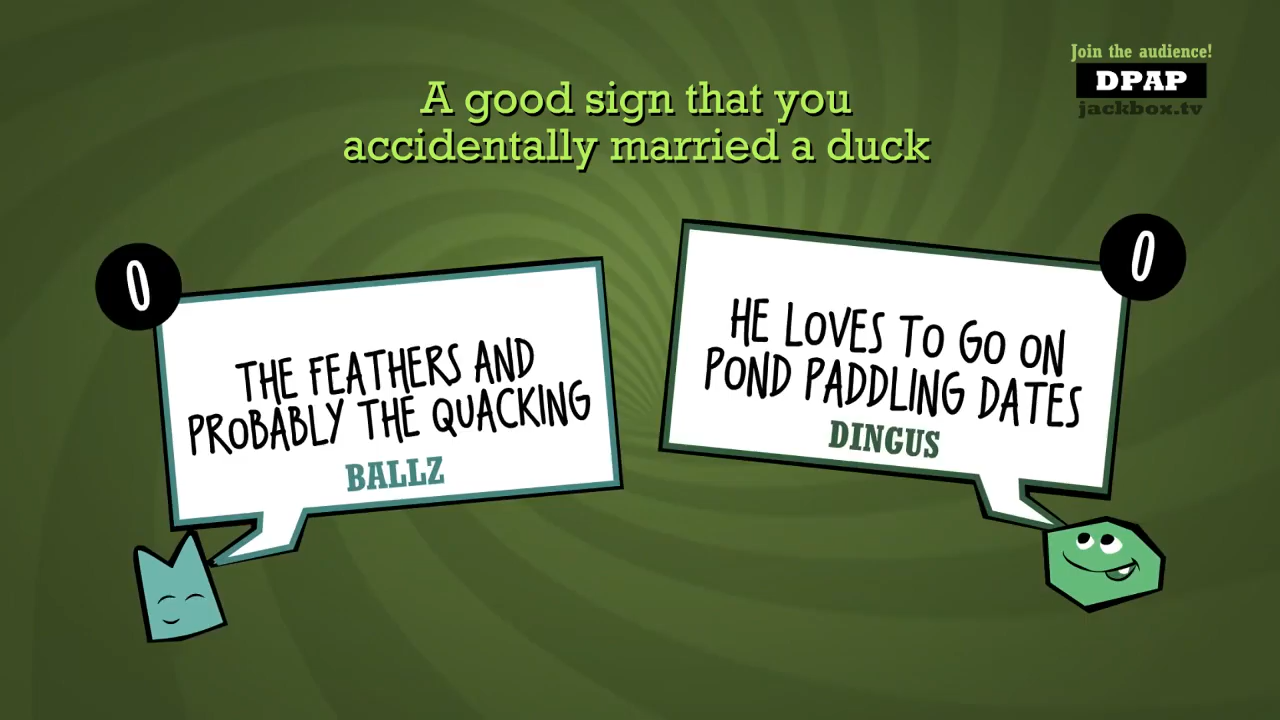 Join the audience!
DPAP
jackbox.tv
A good sign that you
accidentally married a duck
0
THE FEATHERS AND
PROBABLY THE QUACKING
BALLZ
0
HE LOVES TO GO ON
POND PADDLING DATES
DINGUS